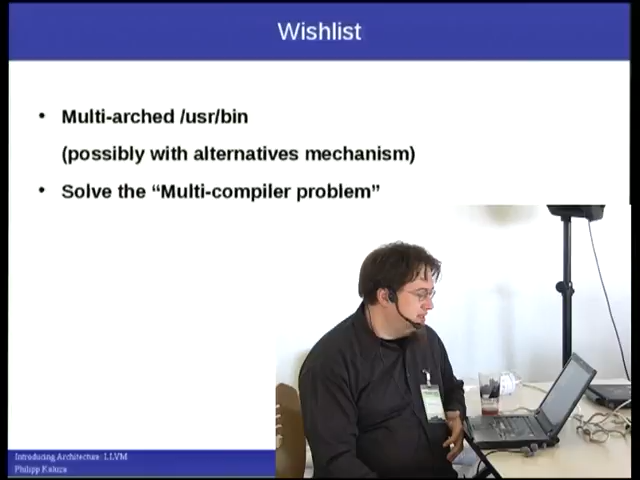 Wishlist
• Multi-arched /usr/bin
(possibly with alternatives mechanism)
• Solve the “Multi-compiler problem”
Introducing Architecture: LLVM
Philipp Kaluza